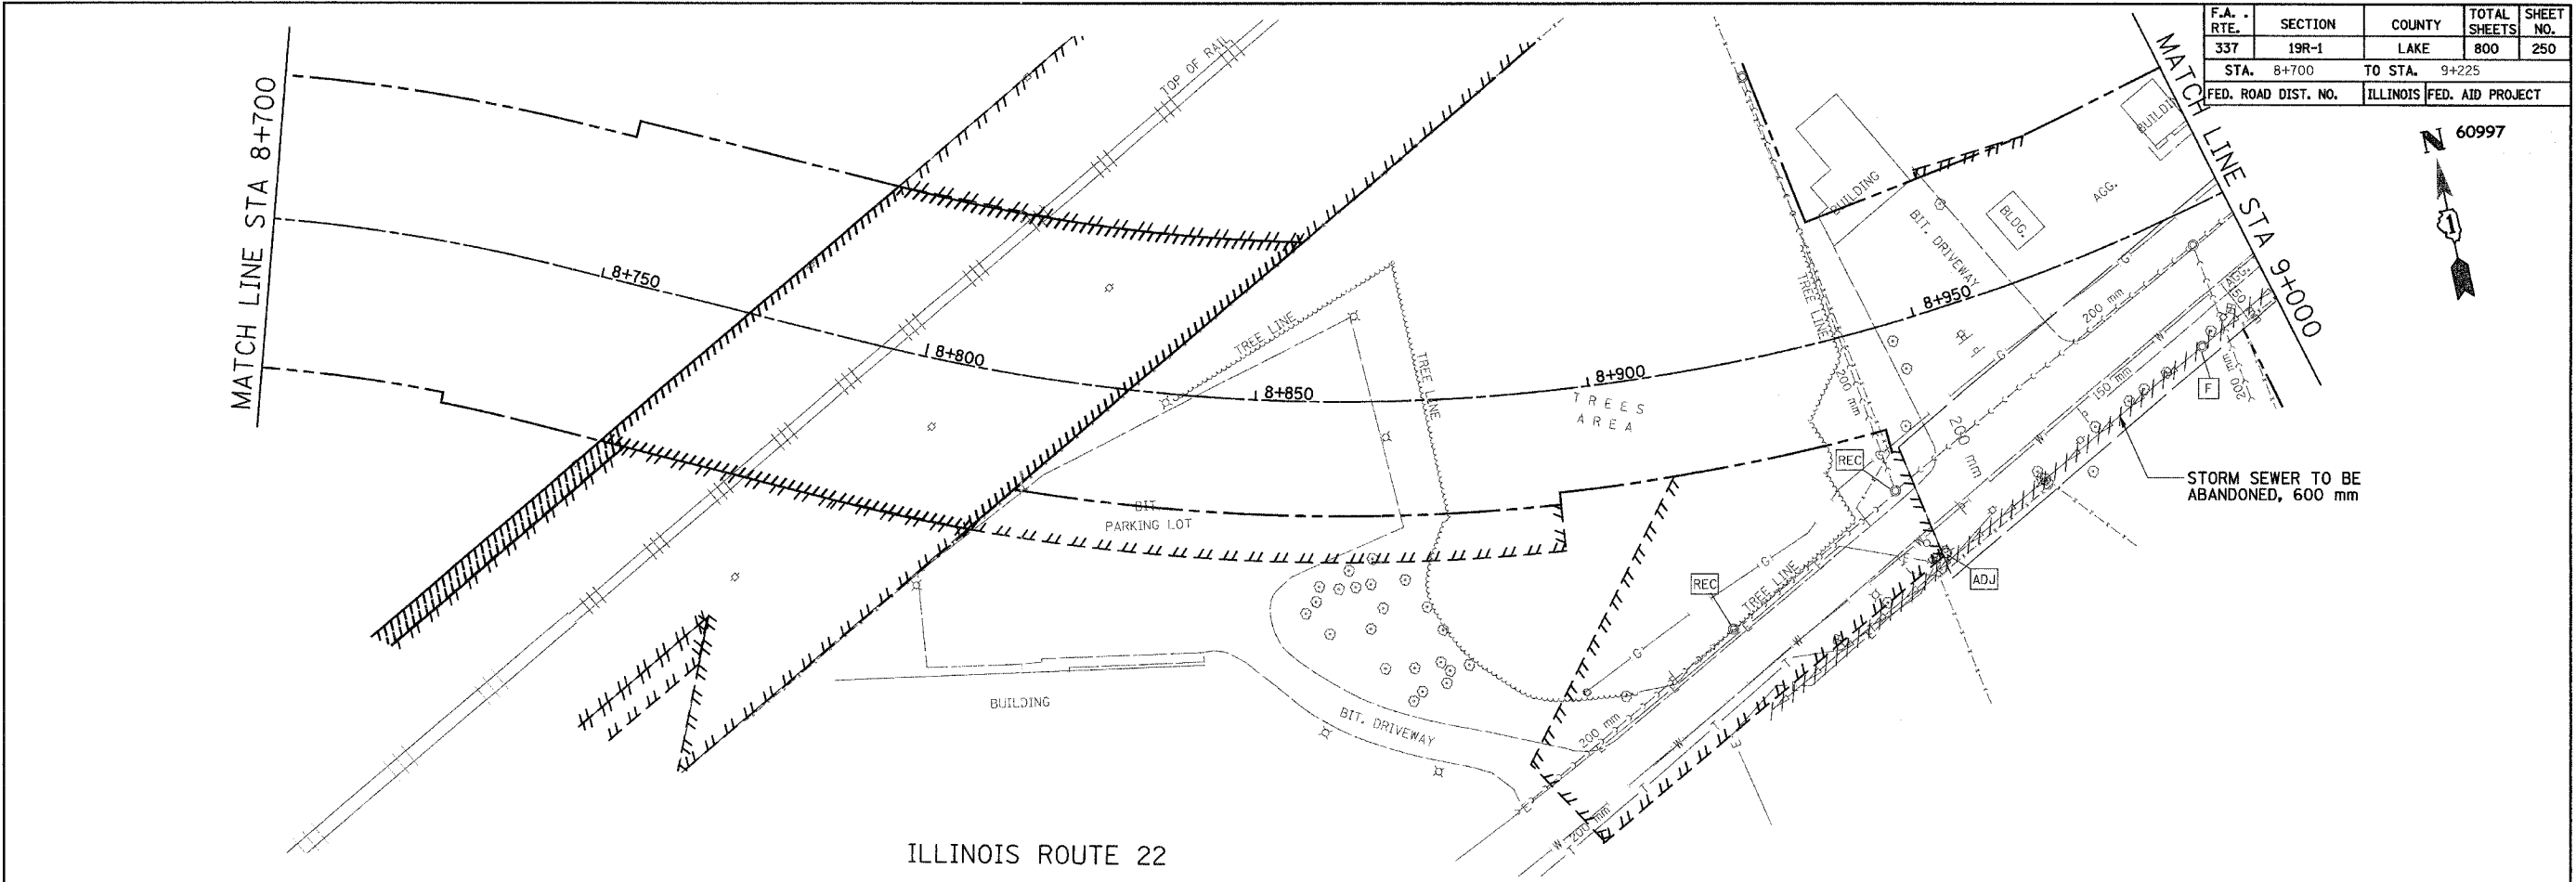 F.A. . RTE. SECTION COUNTY TOTAL SHEETS SHEET NO.
337 19R-1 LAKE 800 250
STA. 8+700 TO STA. 9+225
FED. ROAD DIST. NO. ILLINOIS FED. AID PROJECT
N 60997
1
MATCH LINE STA 8+700
MATCH LINE STA 9+000
TOP OF RAIL
8+750
8+800
8+850
8+900
8+950
TREE LINE
TREE LINE
TREE LINE
TREE LINE
TREES
AREA
BUILDING
BIT. DRIVEWAY
BLDG.
AGG.
AGG.
200 mm
200 mm
200 mm
200 mm
150 mm
200 mm
200 mm
G
G
G
G
W
W
W
W
T
T
E
F
REC
REC
ADJ
STORM SEWER TO BE
ABANDONED, 600 mm
BIT.
PARKING LOT
BUILDING
BIT. DRIVEWAY
ILLINOIS ROUTE 22